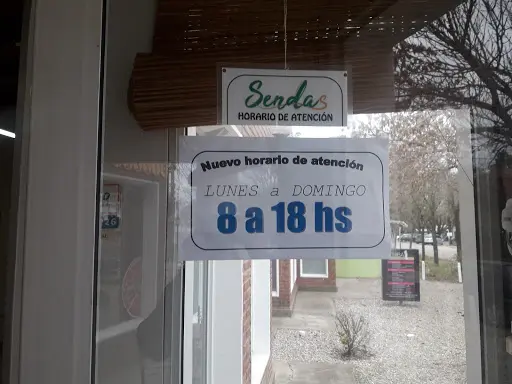 Sendas
HORARIO DE ATENCIÓN
Nuevo horario de atención
LUNES a DOMINGO
8 a 18 hs